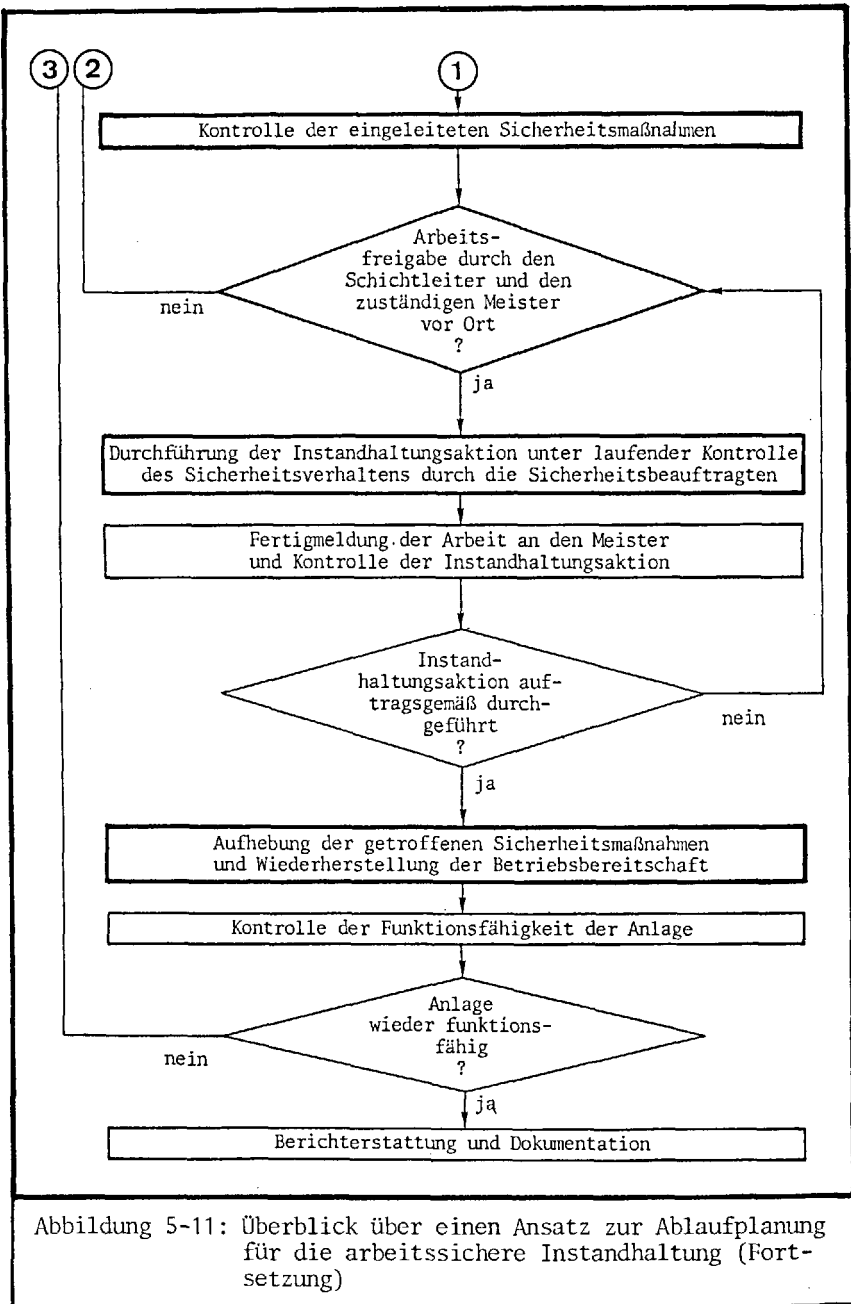 3 2 1
Kontrolle der eingeleiteten Sicherheitsmaßnahmen
Arbeits-
freigabe durch den
Schichtleiter und den
zuständigen Meister
vor Ort
?
nein
ja
Durchführung der Instandhaltungsaktion unter laufender Kontrolle
des Sicherheitsverhaltens durch die Sicherheitsbeauftragten
Fertigmeldung der Arbeit an den Meister
und Kontrolle der Instandhaltungsaktion
Instand-
haltungsaktion auf-
tragsgemäß durch-
geführt
?
nein
ja
Aufhebung der getroffenen Sicherheitsmaßnahmen
und Wiederherstellung der Betriebsbereitschaft
Kontrolle der Funktionsfähigkeit der Anlage
Anlage
wieder funktions-
fähig
?
nein
ja
Berichterstattung und Dokumentation
Abbildung 5-11: Überblick über einen Ansatz zur Ablaufplanung
für die arbeitssichere Instandhaltung (Fort-
setzung)